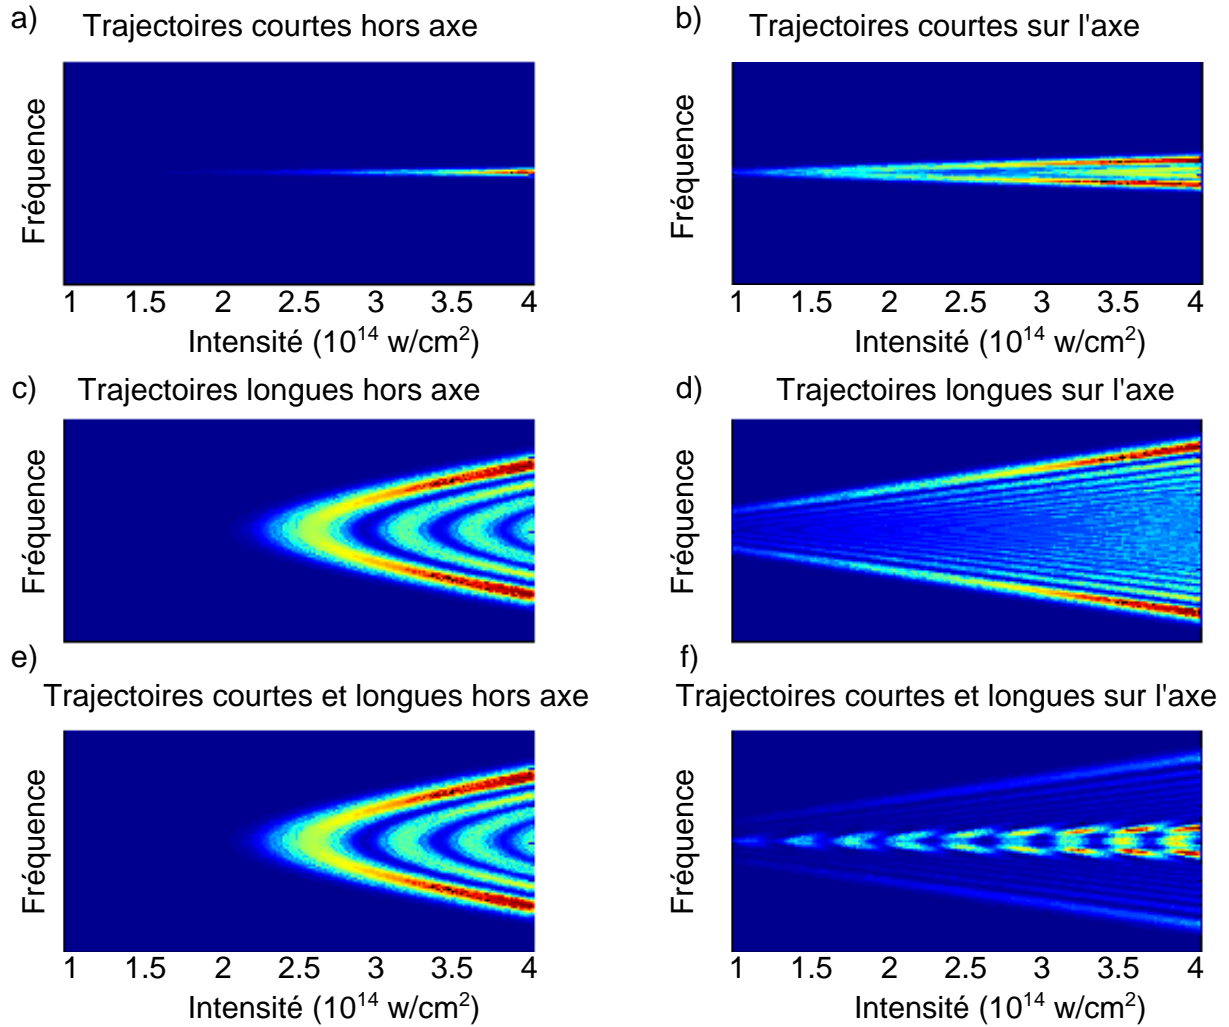 a) Trajectoires courtes hors axe
b) Trajectoires courtes sur l'axe
Fréquence
Fréquence
1 1.5 2 2.5 3 3.5 4
1 1.5 2 2.5 3 3.5 4
Intensité (10¹⁴ w/cm²)
Intensité (10¹⁴ w/cm²)
c) Trajectoires longues hors axe
d) Trajectoires longues sur l'axe
Fréquence
Fréquence
e)
f)
Trajectoires courtes et longues hors axe
Trajectoires courtes et longues sur l'axe
Fréquence
Fréquence
1 1.5 2 2.5 3 3.5 4
1 1.5 2 2.5 3 3.5 4
Intensité (10¹⁴ w/cm²)
Intensité (10¹⁴ w/cm²)